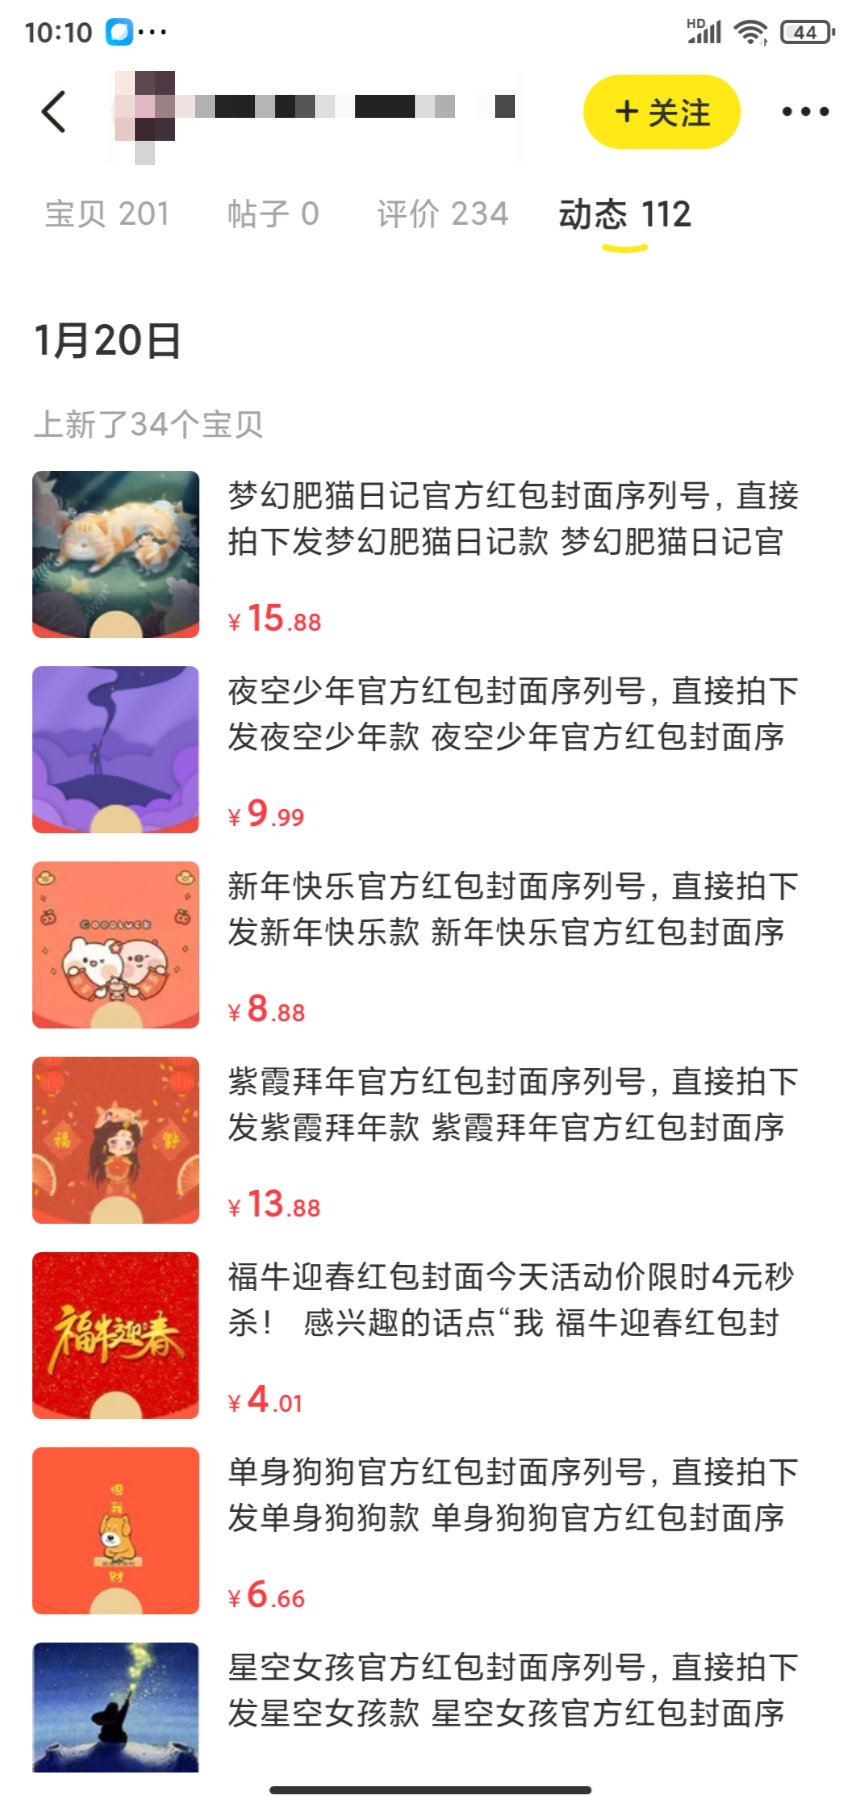 10:10
HD
44
+ 关注
宝贝 201
帖子 0
评价 234
动态 112
1月20日
上新了34个宝贝
梦幻肥猫日记官方红包封面序列号，直接
拍下发梦幻肥猫日记款 梦幻肥猫日记官
¥15.88
夜空少年官方红包封面序列号，直接拍下
发夜空少年款 夜空少年官方红包封面序
¥9.99
GOODLUCK
新年快乐官方红包封面序列号，直接拍下
发新年快乐款 新年快乐官方红包封面序
¥8.88
福
紫霞拜年官方红包封面序列号，直接拍下
发紫霞拜年款 紫霞拜年官方红包封面序
¥13.88
福牛迎春
福牛迎春红包封面今天活动价限时4元秒
杀！ 感兴趣的话点“我 福牛迎春红包封
¥4.01
我
财
单身狗狗官方红包封面序列号，直接拍下
发单身狗狗款 单身狗狗官方红包封面序
¥6.66
星空女孩官方红包封面序列号，直接拍下
发星空女孩款 星空女孩官方红包封面序